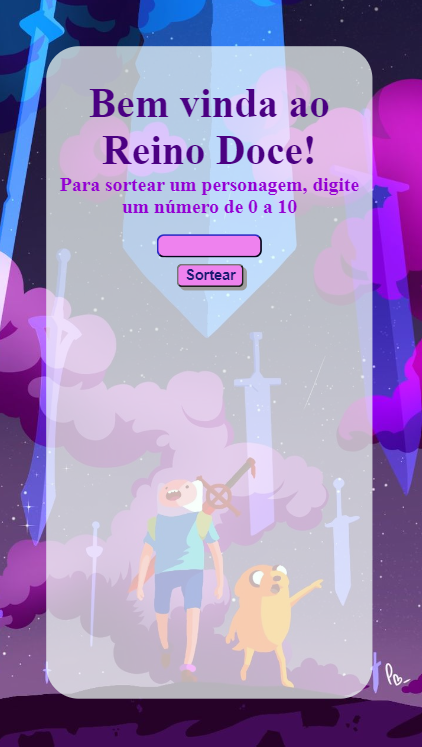 Bem vinda ao
Reino Doce!
Para sortear um personagem, digite
um número de 0 a 10
Sortear